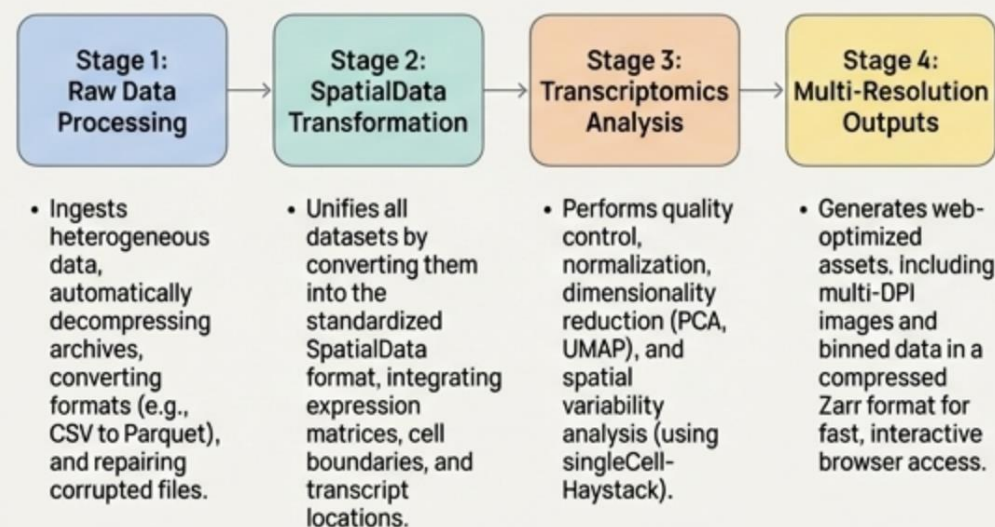 Stage 1:
Raw Data
Processing
Stage 2:
SpatialData
Transformation
Stage 3:
Transcriptomics
Analysis
Stage 4:
Multi-Resolution
Outputs
• Ingests
heterogeneous
data,
automatically
decompressing
archives,
converting
formats (e.g.,
CSV to Parquet),
and repairing
corrupted files.
• Unifies all
datasets by
converting them
into the
standardized
SpatialData
format, integrating
expression
matrices, cell
boundaries, and
transcript
locations.
• Performs quality
control,
normalization,
dimensionality
reduction (PCA,
UMAP), and
spatial
variability
analysis (using
singleCell-
Haystack).
• Generates web-
optimized
assets. including
multi-DPI
images and
binned data in a
compressed
Zarr format for
fast, interactive
browser access.